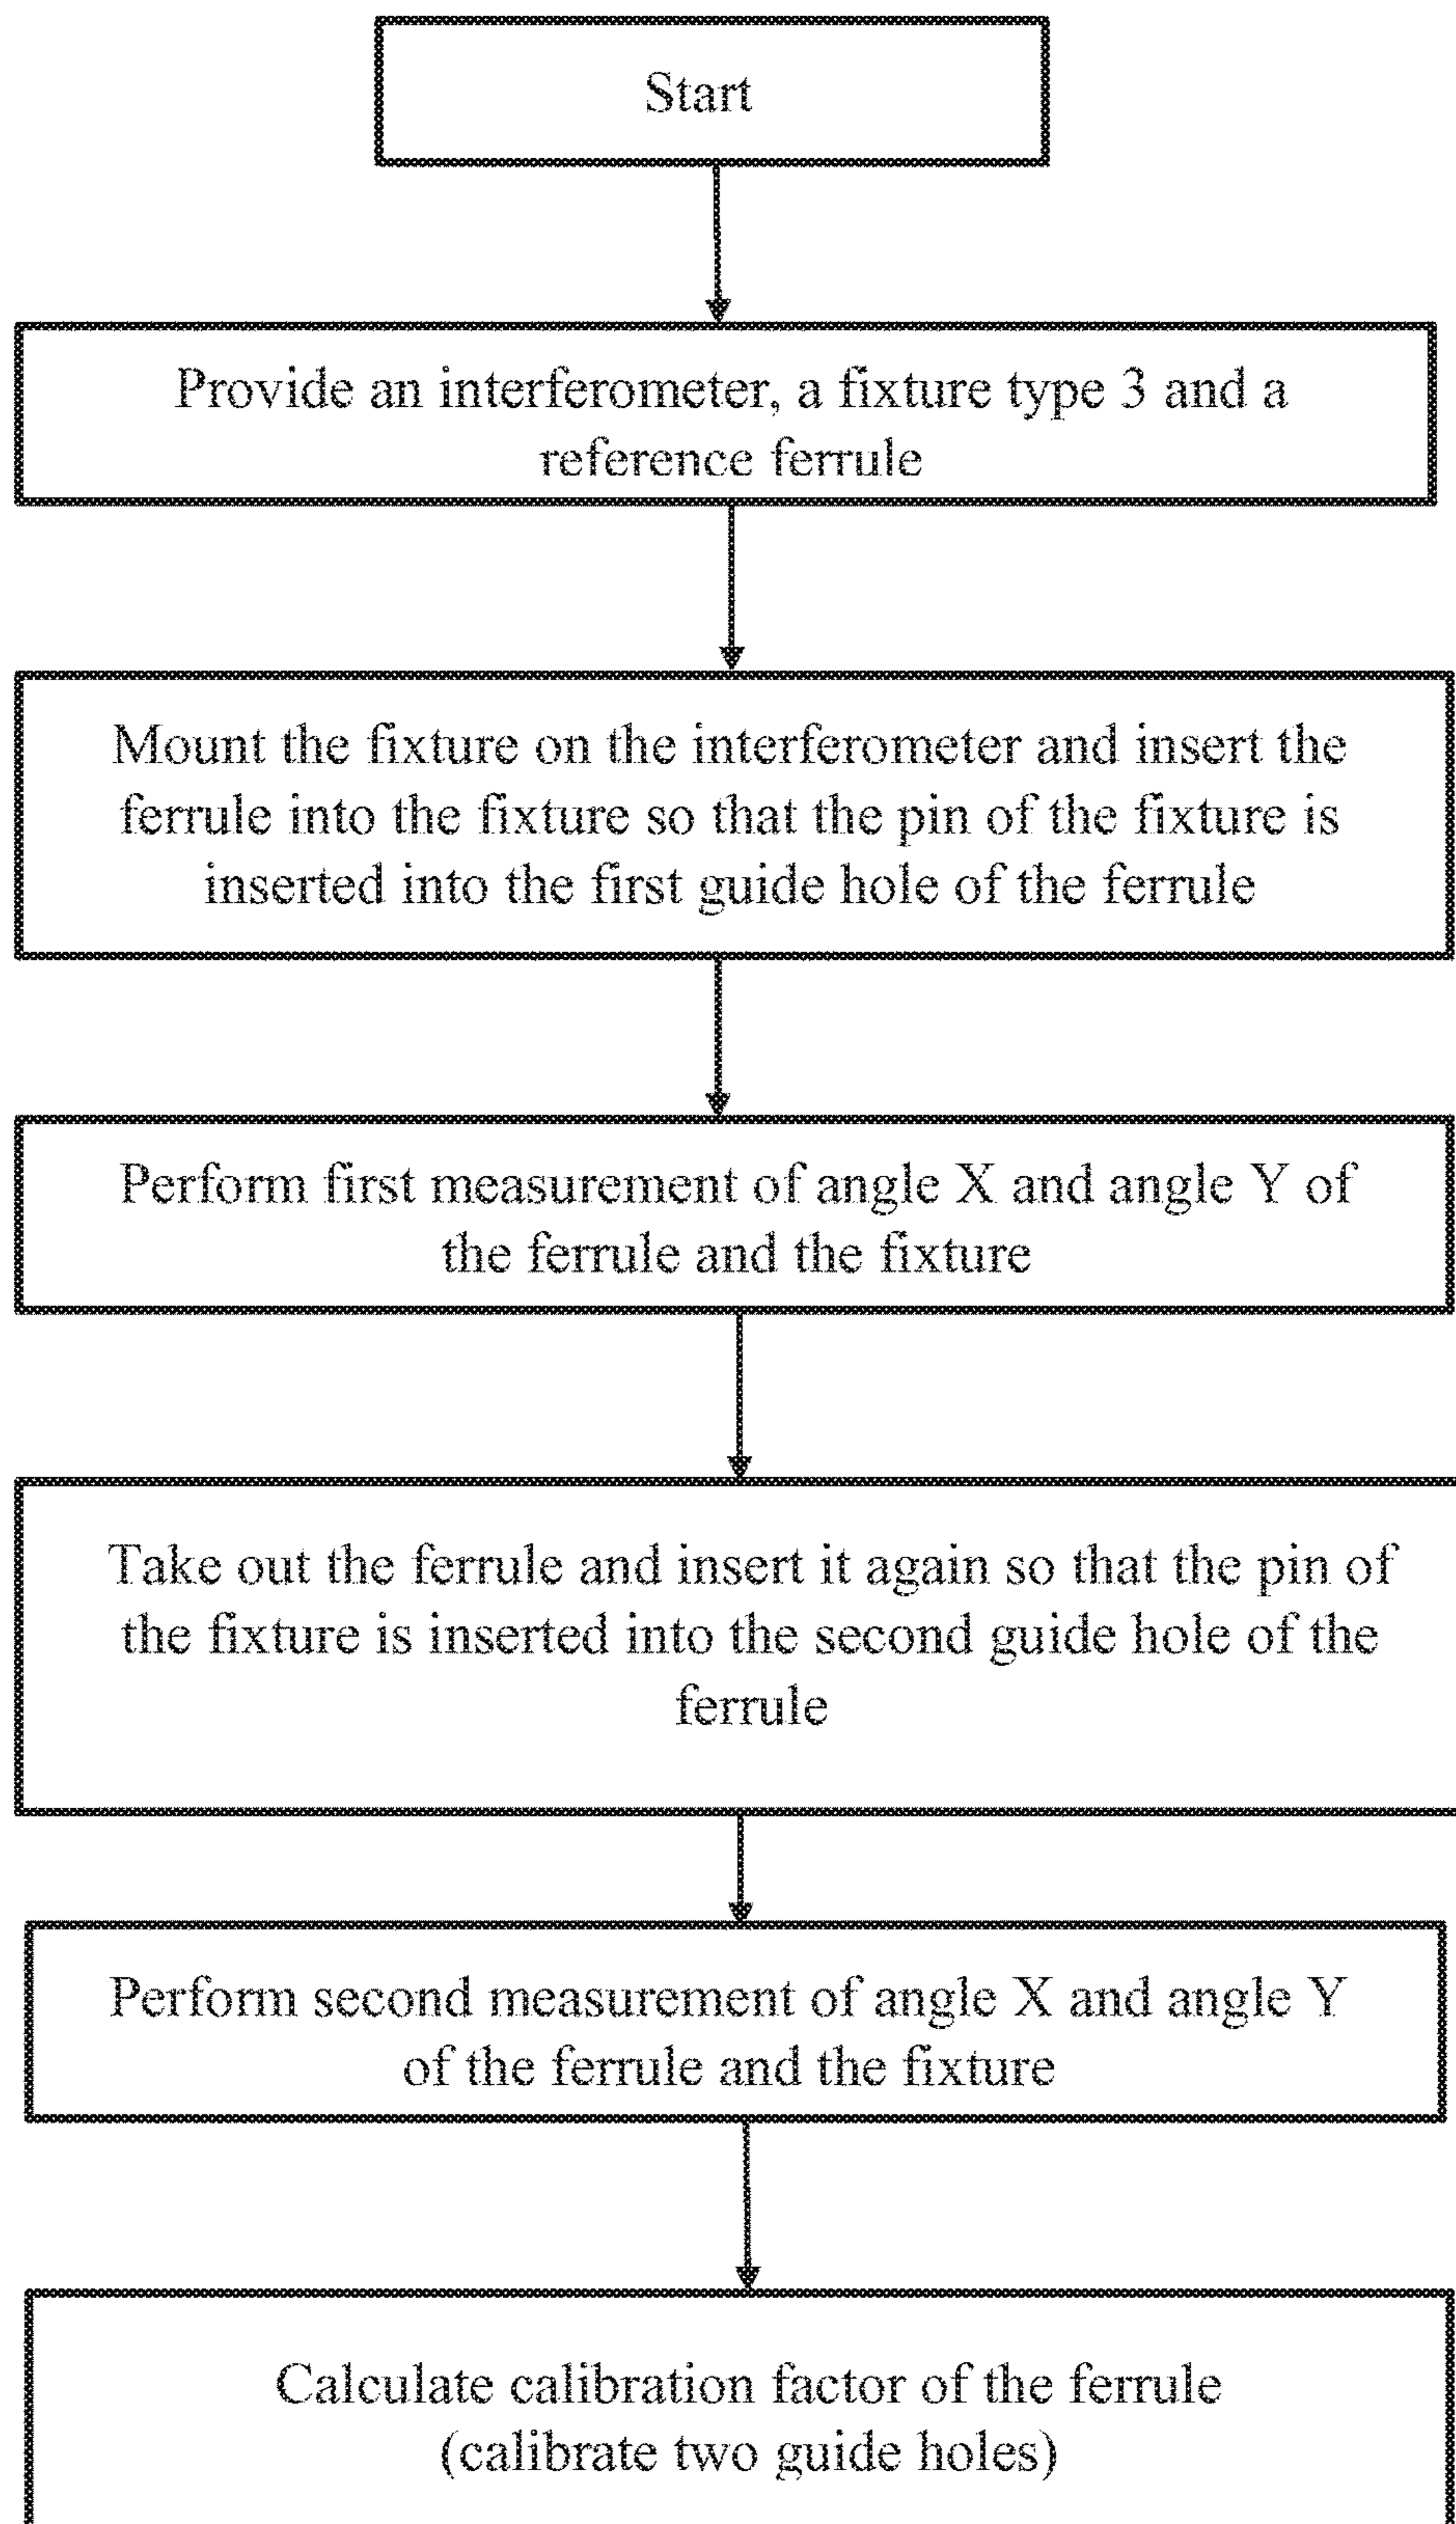 Start
Provide an interferometer, a fixture type 3 and a
reference ferrule
Mount the fixture on the interferometer and insert the
ferrule into the fixture so that the pin of the fixture is
inserted into the first guide hole of the ferrule
Perform first measurement of angle X and angle Y of
the ferrule and the fixture
Take out the ferrule and insert it again so that the pin of
the fixture is inserted into the second guide hole of the
ferrule
Perform second measurement of angle X and angle Y
of the ferrule and the fixture
Calculate calibration factor of the ferrule
(calibrate two guide holes)